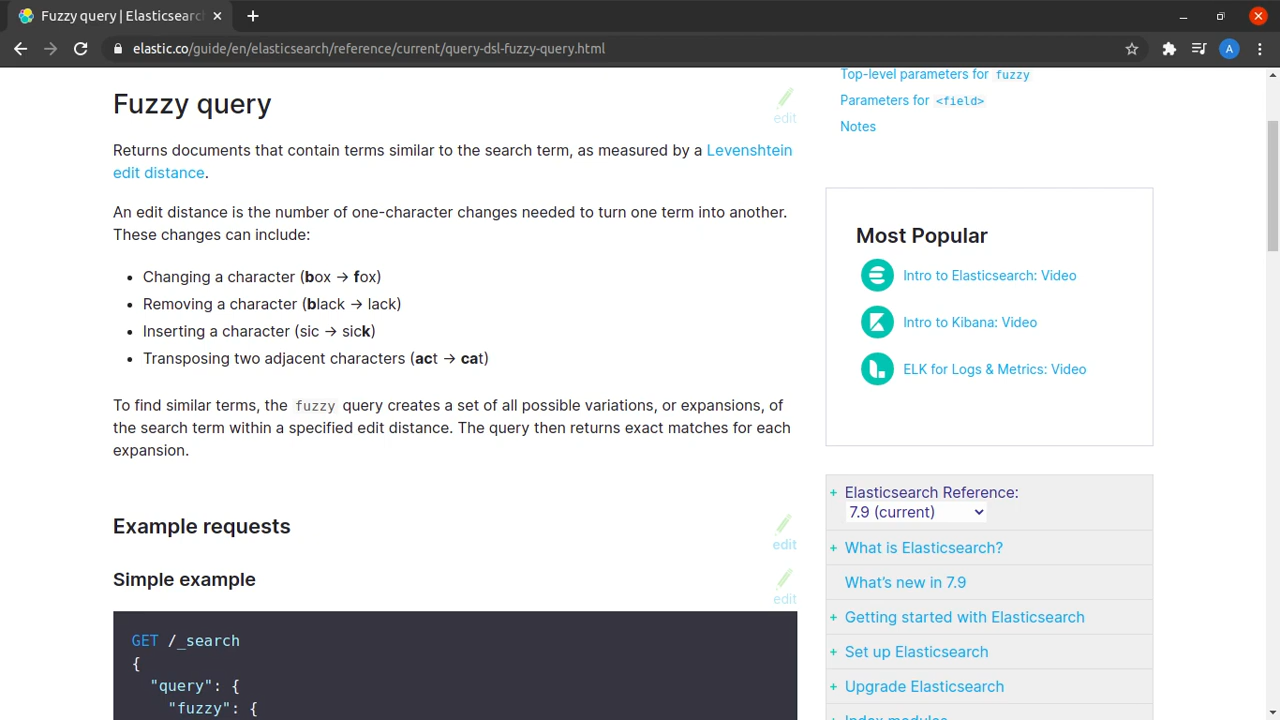 Fuzzy query | Elasticsearc
elastic.co/guide/en/elasticsearch/reference/current/query-dsl-fuzzy-query.html
A
Fuzzy query
edit
Returns documents that contain terms similar to the search term, as measured by a Levenshtein
edit distance.
An edit distance is the number of one-character changes needed to turn one term into another.
These changes can include:
• Changing a character (box → fox)
• Removing a character (black → lack)
• Inserting a character (sic → sick)
• Transposing two adjacent characters (act → cat)
To find similar terms, the fuzzy query creates a set of all possible variations, or expansions, of
the search term within a specified edit distance. The query then returns exact matches for each
expansion.
Example requests
edit
Simple example
edit
GET /_search
{
"query": {
"fuzzy": {
Top-level parameters for fuzzy
Parameters for <field>
Notes
Most Popular
Intro to Elasticsearch: Video
Intro to Kibana: Video
ELK for Logs & Metrics: Video
+ Elasticsearch Reference:
7.9 (current)
+ What is Elasticsearch?
What's new in 7.9
+ Getting started with Elasticsearch
+ Set up Elasticsearch
+ Upgrade Elasticsearch
+ Index modules